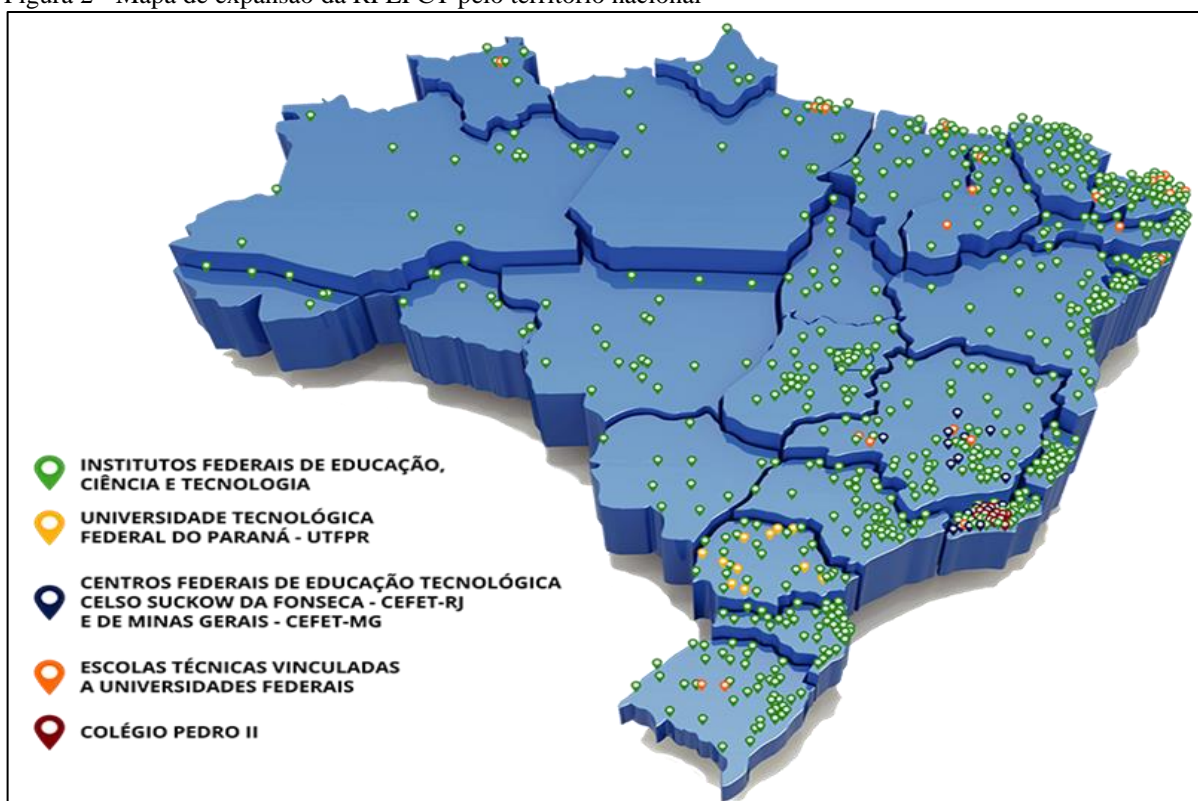 Figura 2 - Mapa de expansão da RFEPCT pelo território nacional
INSTITUTOS FEDERAIS DE EDUCAÇÃO,
CIÊNCIA E TECNOLOGIA
UNIVERSIDADE TECNOLÓGICA
FEDERAL DO PARANÁ - UTFPR
CENTROS FEDERAIS DE EDUCAÇÃO TECNOLÓGICA
CELSO SUCKOW DA FONSECA - CEFET-RJ
E DE MINAS GERAIS - CEFET-MG
ESCOLAS TÉCNICAS VINCULADAS
A UNIVERSIDADES FEDERAIS
COLÉGIO PEDRO II